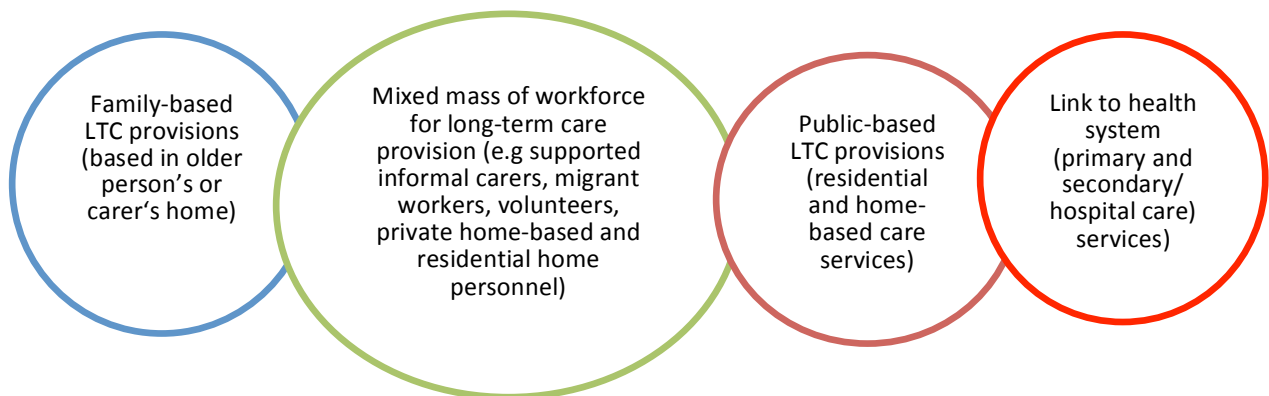 Family-based
LTC provisions
(based in older
person’s or
carer‘s home)
Mixed mass of workforce
for long-term care
provision (e.g supported
informal carers, migrant
workers, volunteers,
private home-based and
residential home
personnel)
Public-based
LTC provisions
(residential
and home-
based care
services)
Link to health
system
(primary and
secondary/
hospital care)
services)